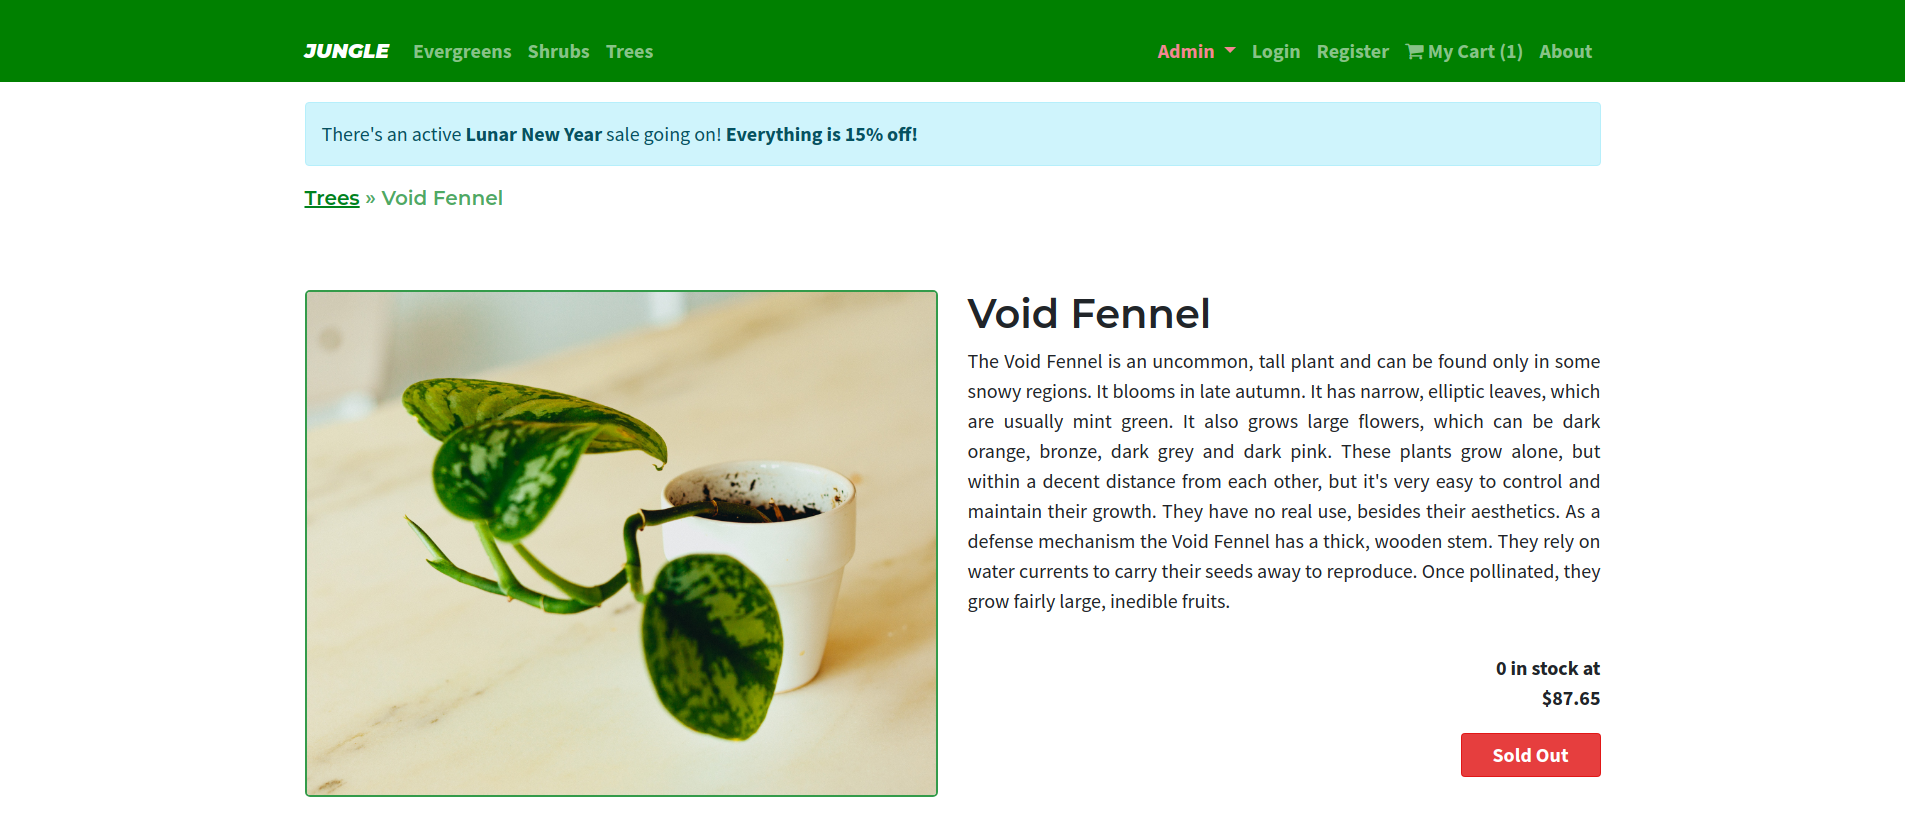 JUNGLE Evergreens Shrubs Trees Admin Login Register My Cart (1) About
There's an active Lunar New Year sale going on! Everything is 15% off!
Trees » Void Fennel
Void Fennel
The Void Fennel is an uncommon, tall plant and can be found only in some
snowy regions. It blooms in late autumn. It has narrow, elliptic leaves, which
are usually mint green. It also grows large flowers, which can be dark
orange, bronze, dark grey and dark pink. These plants grow alone, but
within a decent distance from each other, but it's very easy to control and
maintain their growth. They have no real use, besides their aesthetics. As a
defense mechanism the Void Fennel has a thick, wooden stem. They rely on
water currents to carry their seeds away to reproduce. Once pollinated, they
grow fairly large, inedible fruits.
0 in stock at
$87.65
Sold Out